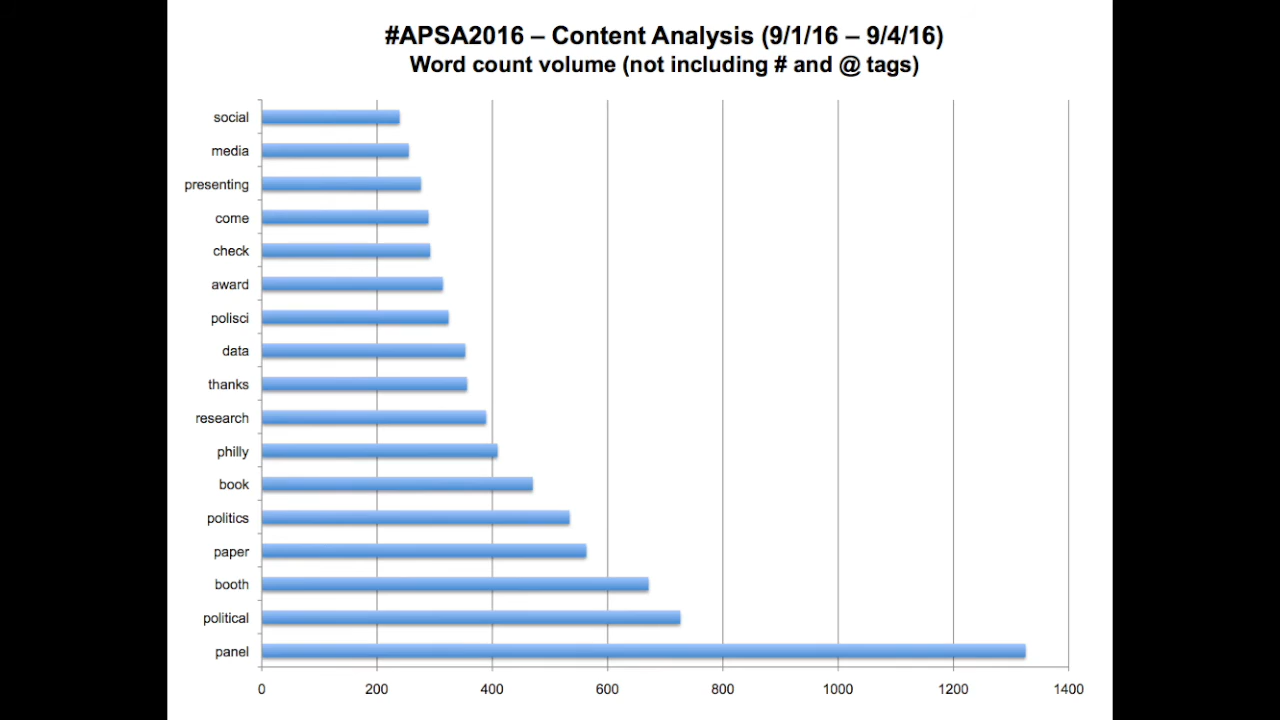 #APSA2016 – Content Analysis (9/1/16 – 9/4/16)
Word count volume (not including # and @ tags)
social
media
presenting
come
check
award
polisci
data
thanks
research
philly
book
politics
paper
booth
political
panel
0 200 400 600 800 1000 1200 1400